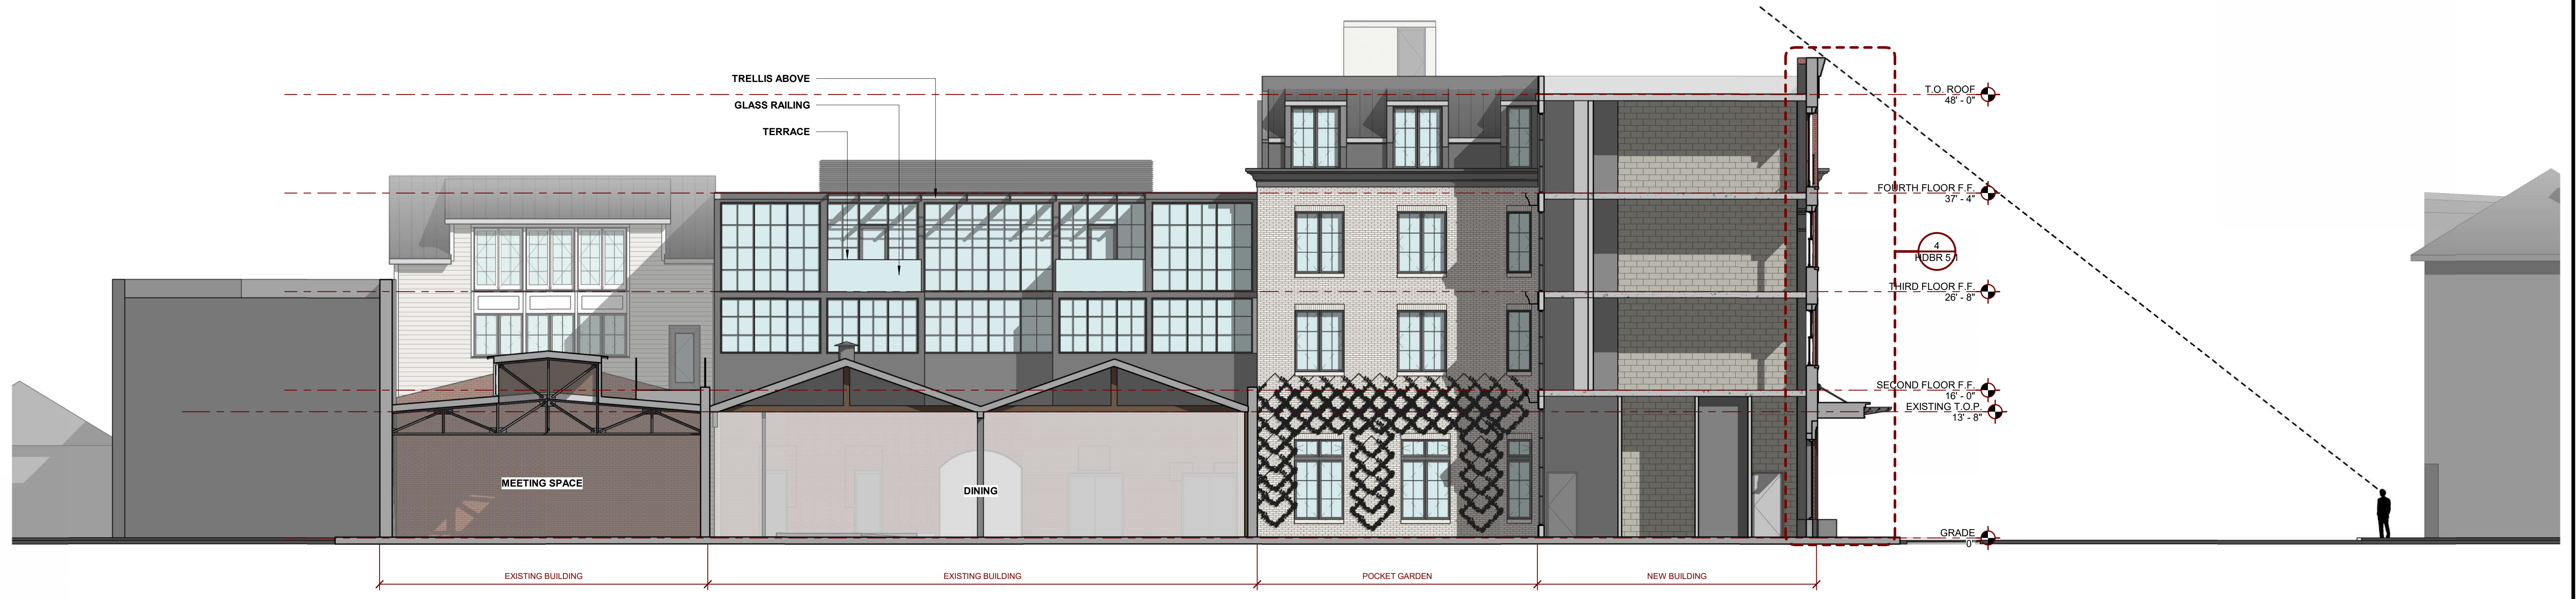 TRELLIS ABOVE
GLASS RAILING
TERRACE
T.O. ROOF
48' - 0"
FOURTH FLOOR F.F.
37' - 4"
4
HDBR 5.1
THIRD FLOOR F.F.
26' - 8"
SECOND FLOOR F.F.
16' - 0"
EXISTING T.O.P.
13' - 8"
MEETING SPACE
DINING
GRADE
0"
EXISTING BUILDING
EXISTING BUILDING
POCKET GARDEN
NEW BUILDING